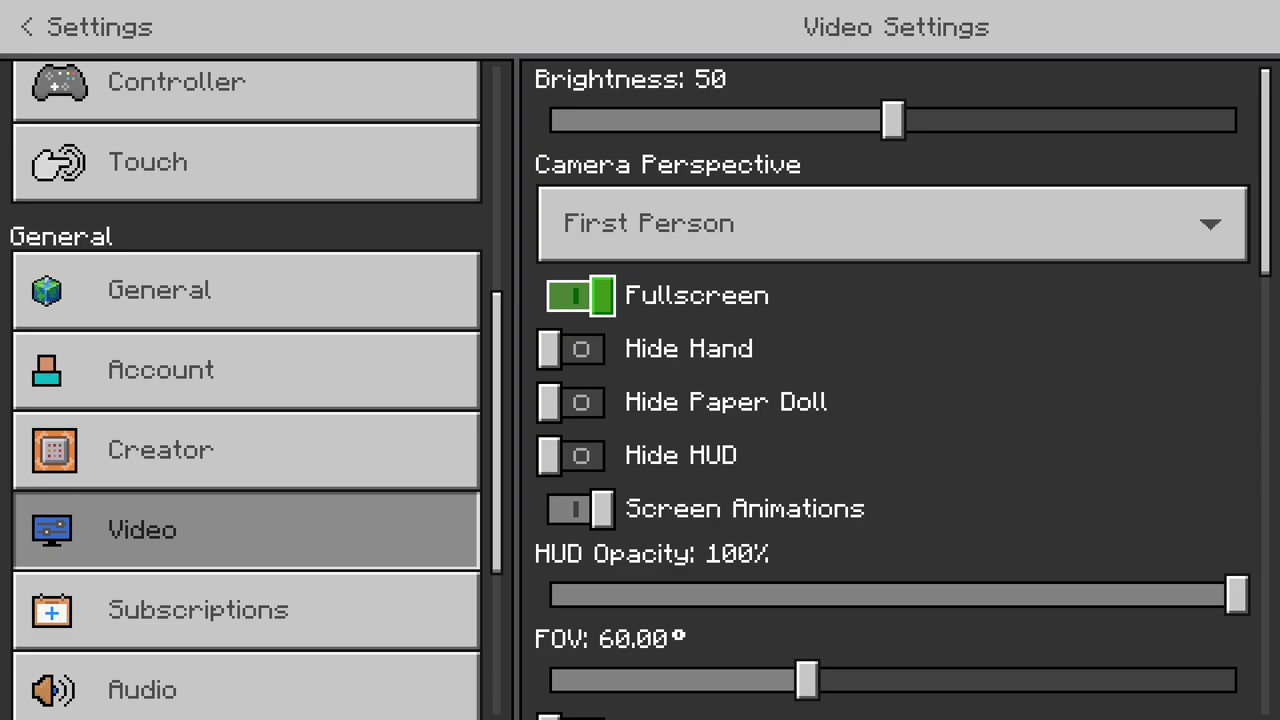 Settings
Video Settings
Controller
Touch
General
General
Account
Creator
Video
Subscriptions
Audio
Brightness: 50
Camera Perspective
First Person
Fullscreen
Hide Hand
Hide Paper Doll
Hide HUD
Screen Animations
HUD Opacity: 100%
FOV: 60.00°